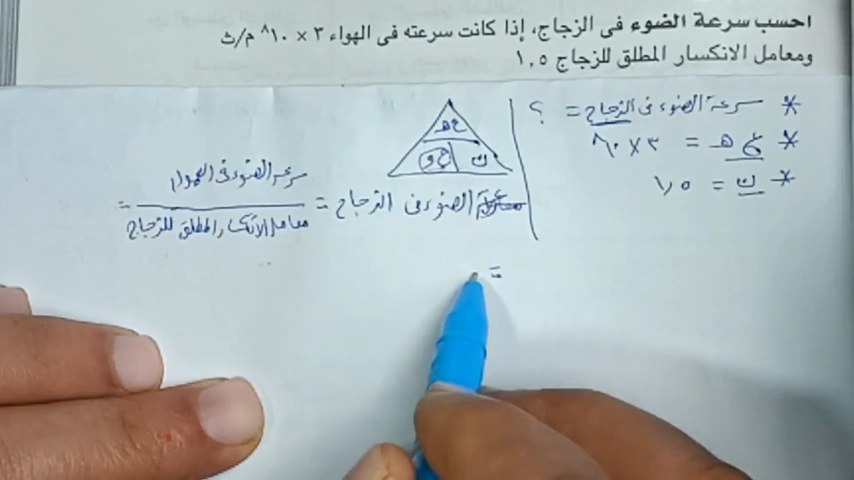 احسب سرعة الضوء فى الزجاج، إذا كانت سرعته فى الهواء ٣ × ١٠^٨ م/ث
ومعامل الانكسار المطلق للزجاج ١,٥
* سرعة الضوء فى الزجاج = ؟
* ع هـ = ٣ × ١٠^٨
* ن = ١,٥
ع هـ
ن ع و
سرعة الضوء فى الهواء
الضوء فى الزجاج = ـــــــ =
معامل الانكسار المطلق للزجاج
=